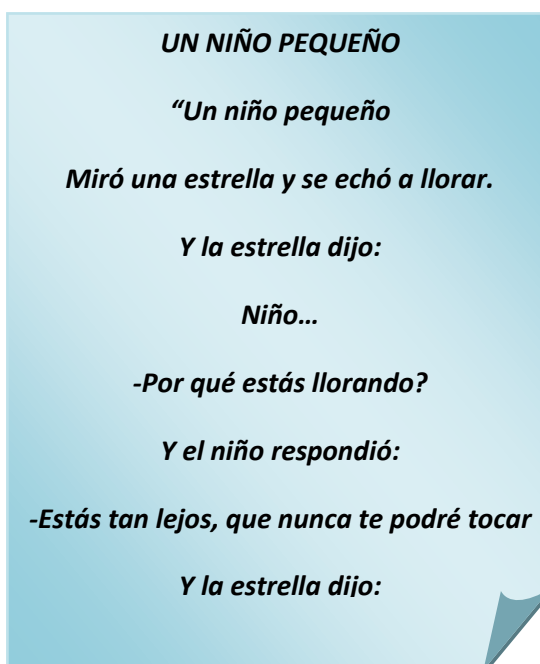 UN NIÑO PEQUEÑO
“Un niño pequeño
Miró una estrella y se echó a llorar.
Y la estrella dijo:
Niño…
-Por qué estás llorando?
Y el niño respondió:
-Estás tan lejos, que nunca te podré tocar
Y la estrella dijo: